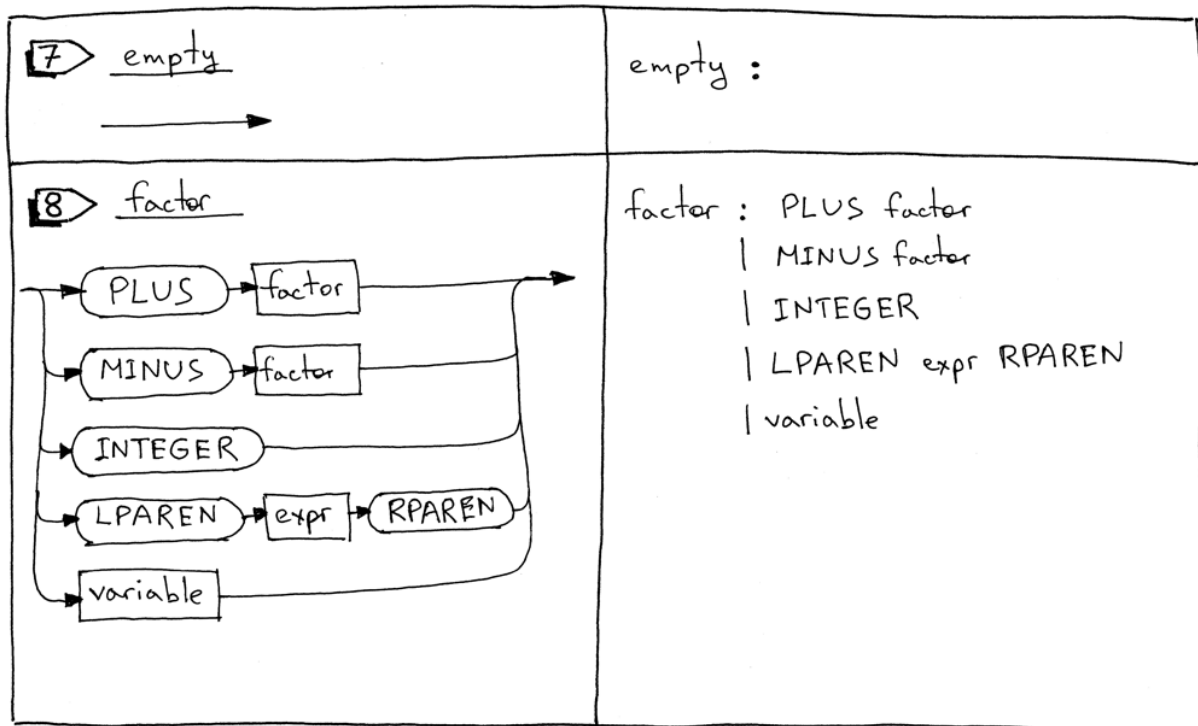 7 empty
empty :
8 factor
PLUS factor
MINUS factor
INTEGER
LPAREN expr RPAREN
variable
factor : PLUS factor
| MINUS factor
| INTEGER
| LPAREN expr RPAREN
| variable